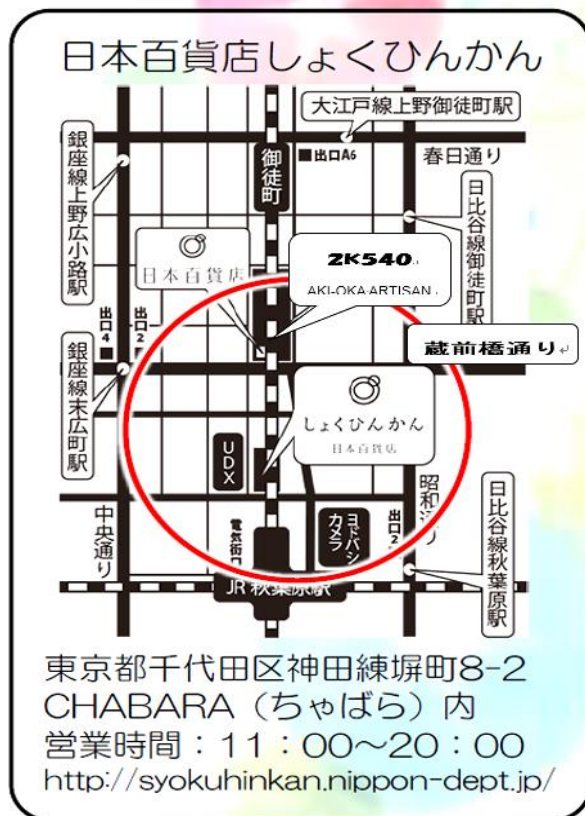 日本百貨店しょくひんかん
大江戸線上野御徒町駅
銀座線上野広小路駅
御徒町
■出口A6
春日通り
日比谷線御徒町駅
日本百貨店
2K540
AKI-OKA ARTISAN
出口4
出口2
蔵前橋通り
銀座線末広町駅
しょくひんかん
日本百貨店
UDX
中央通り
電気街口
ヨドバシカメラ
出口2
昭和通り
日比谷線秋葉原駅
JR 秋葉原駅
東京都千代田区神田練塀町8-2
CHABARA（ちゃばら）内
営業時間：11：00～20：00
http://syokuhinkan.nippon-dept.jp/